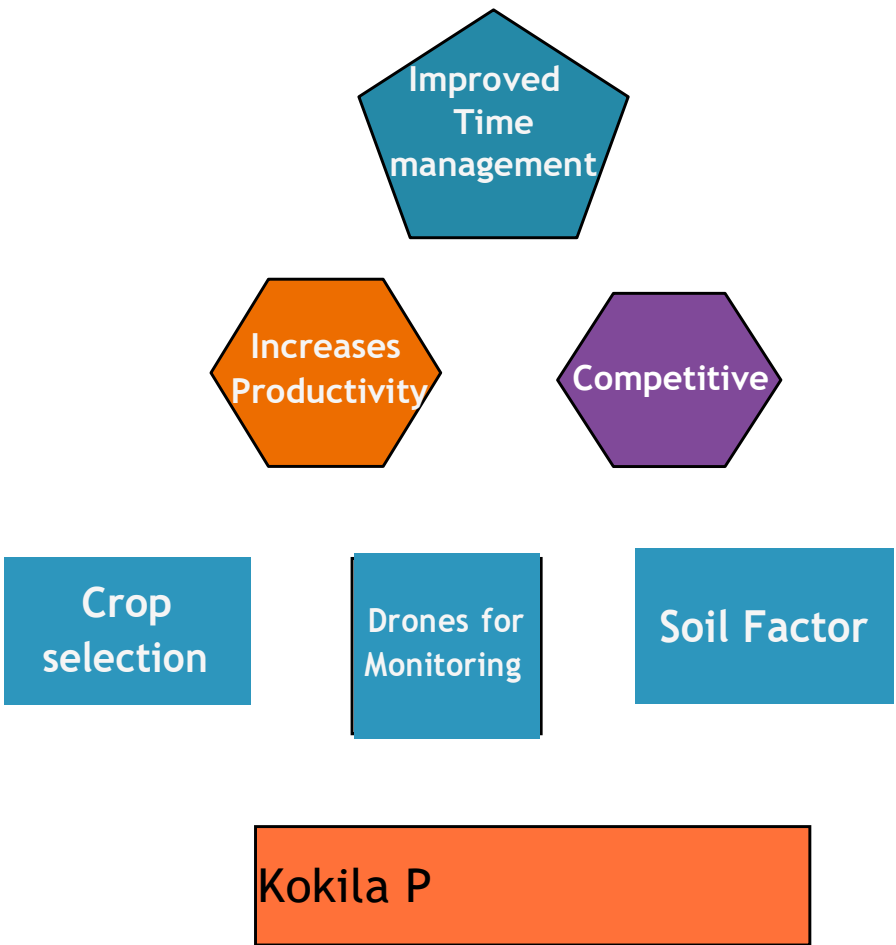 Improved
Time
management
Increases
Productivity
Competitive
Crop
selection
Drones for
Monitoring
Soil Factor
Kokila P